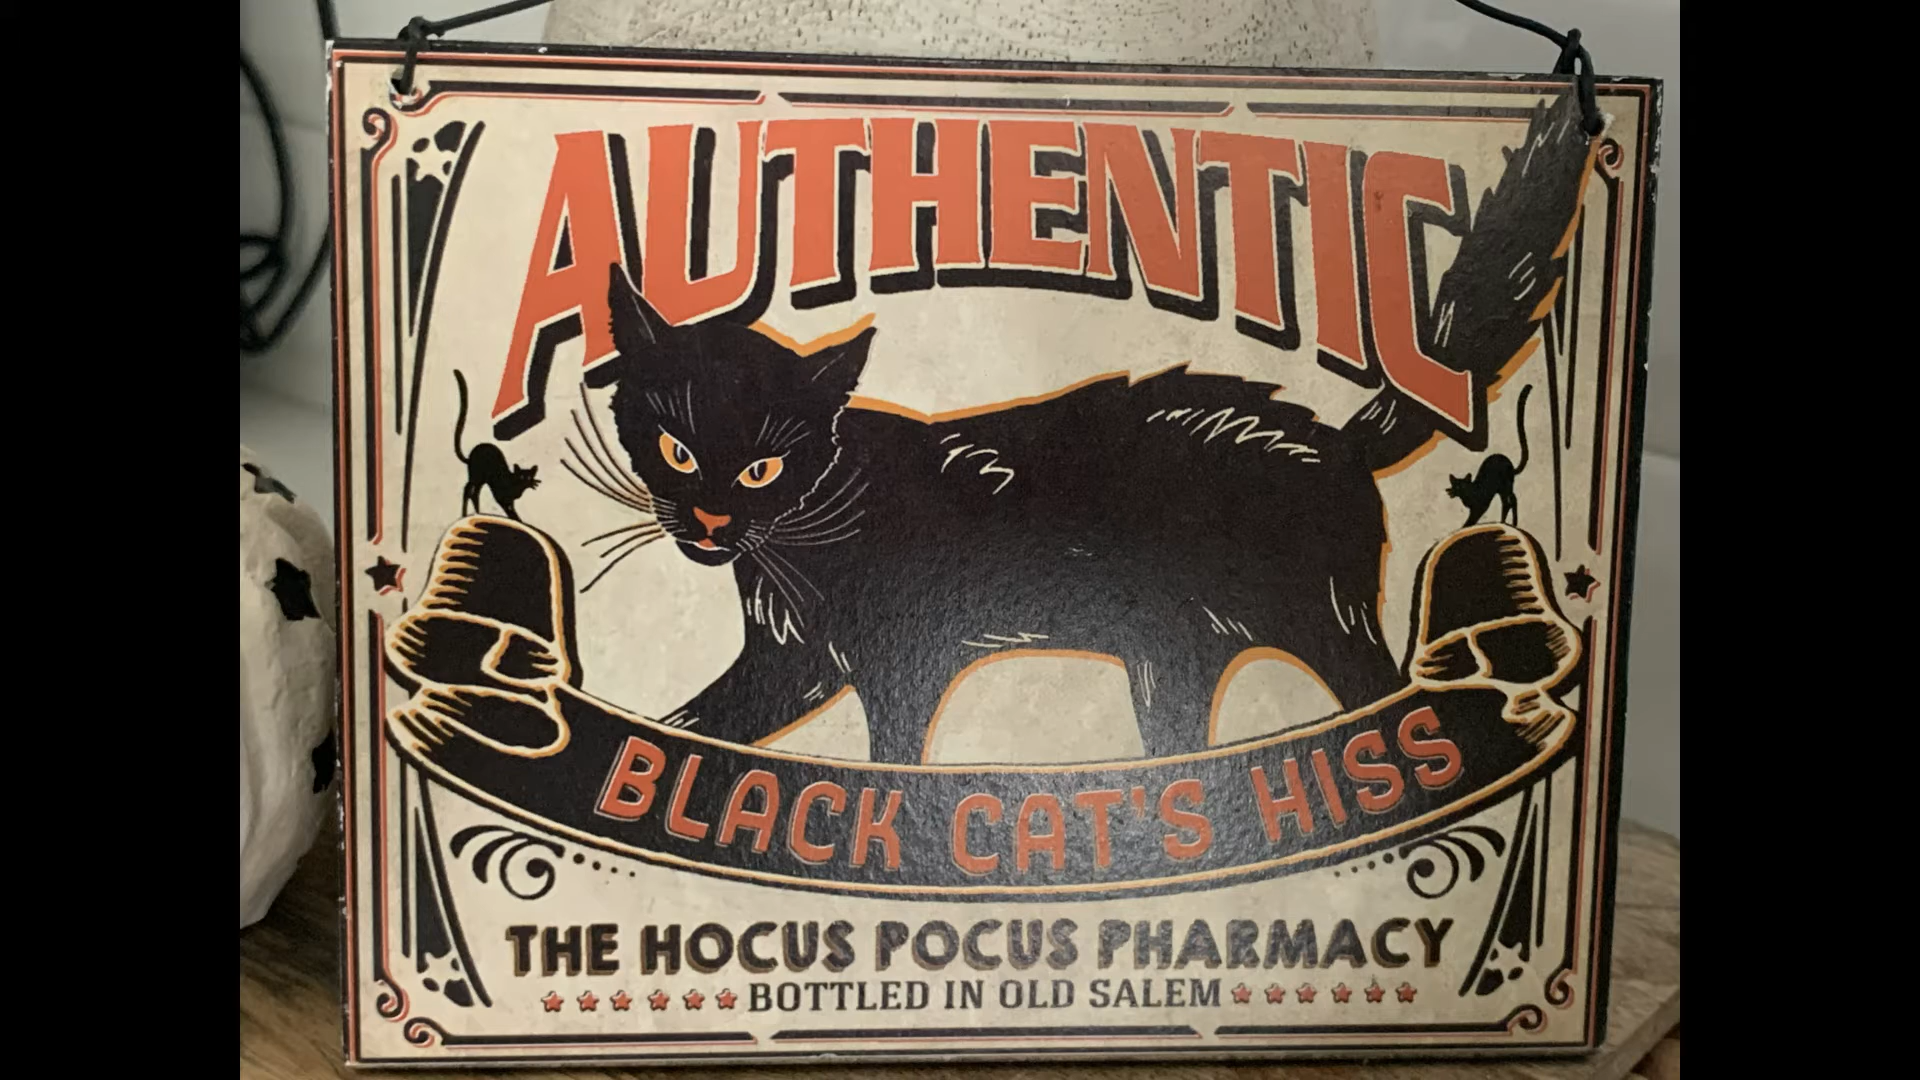 AUTHENTIC
BLACK CAT'S HISS
THE HOCUS POCUS PHARMACY
BOTTLED IN OLD SALEM